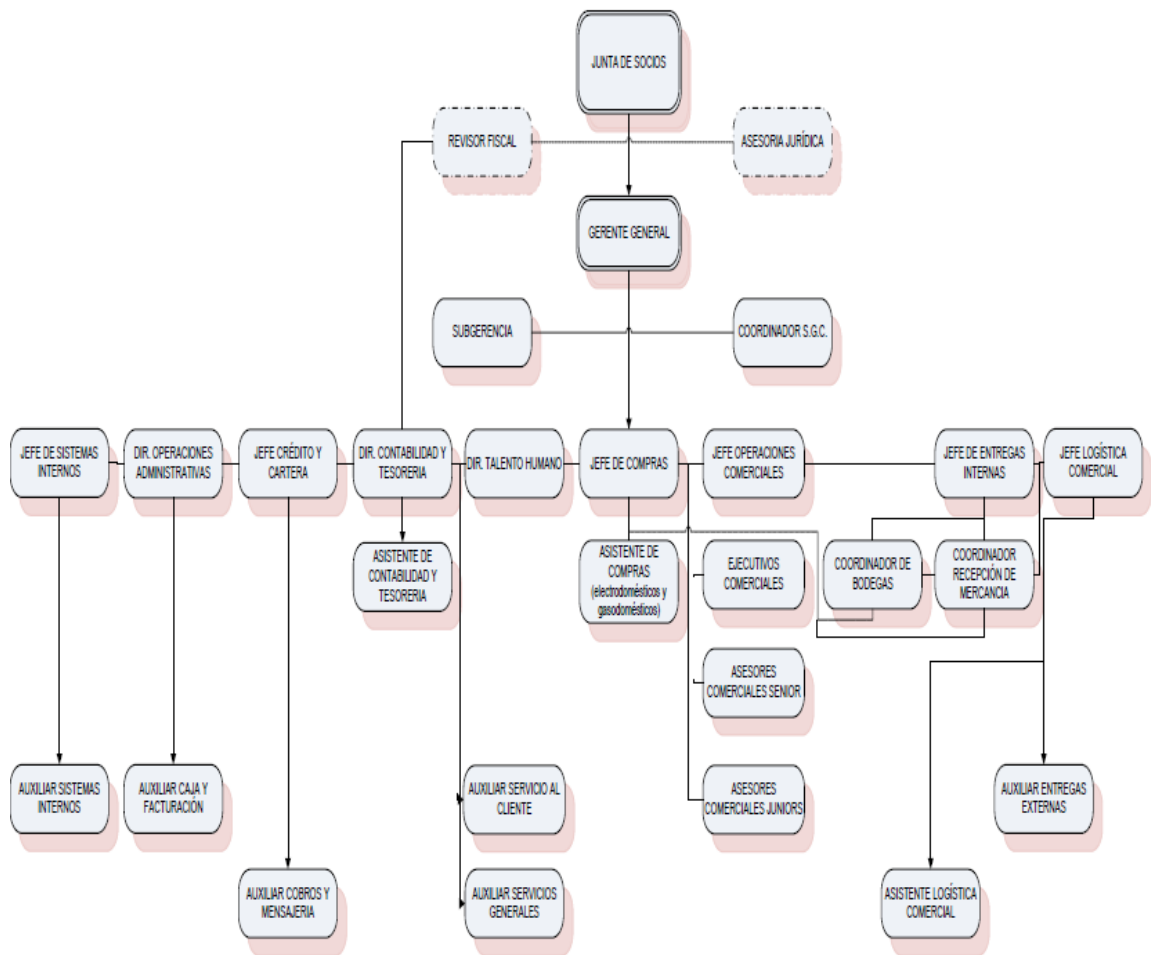 JUNTA DE SOCIOS
REVISOR FISCAL
ASESORIA JURÍDICA
GERENTE GENERAL
SUBGERENCIA
COORDINADOR S.G.C.
JEFE DE SISTEMAS
INTERNOS
DIR. OPERACIONES
ADMINISTRATIVAS
JEFE CRÉDITO Y
CARTERA
DIR. CONTABILIDAD Y
TESORERIA
DIR. TALENTO HUMANO
JEFE DE COMPRAS
JEFE OPERACIONES
COMERCIALES
JEFE DE ENTREGAS
INTERNAS
JEFE LOGÍSTICA
COMERCIAL
ASISTENTE DE
CONTABILIDAD Y
TESORERIA
ASISTENTE DE
COMPRAS
(electrodomésticos y
gasodomésticos)
EJECUTIVOS
COMERCIALES
COORDINADOR DE
BODEGAS
COORDINADOR
RECEPCIÓN DE
MERCANCIA
ASESORES
COMERCIALES SENIOR
AUXILIAR SISTEMAS
INTERNOS
AUXILIAR CAJA Y
FACTURACIÓN
AUXILIAR SERVICIO AL
CLIENTE
ASESORES
COMERCIALES JUNIORS
AUXILIAR ENTREGAS
EXTERNAS
AUXILIAR COBROS Y
MENSAJERIA
AUXILIAR SERVICIOS
GENERALES
ASISTENTE LOGÍSTICA
COMERCIAL